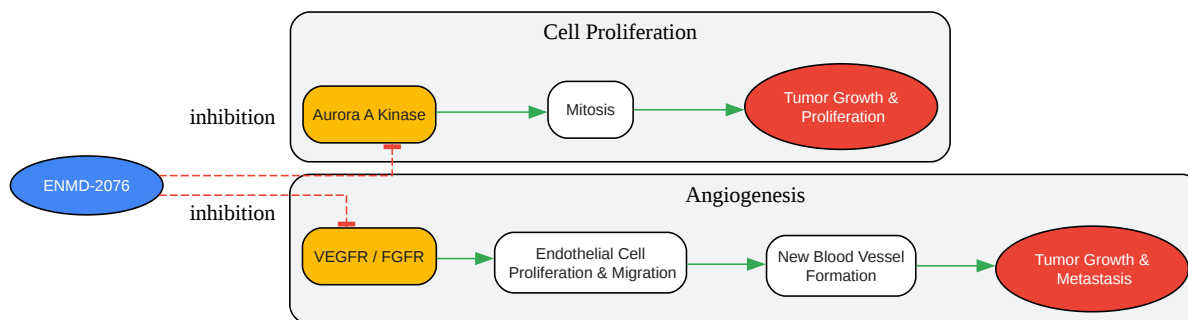 Cell Proliferation
inhibition
Aurora A Kinase
Mitosis
Tumor Growth &
Proliferation
ENMD-2076
inhibition
Angiogenesis
VEGFR / FGFR
Endothelial Cell
Proliferation & Migration
New Blood Vessel
Formation
Tumor Growth &
Metastasis